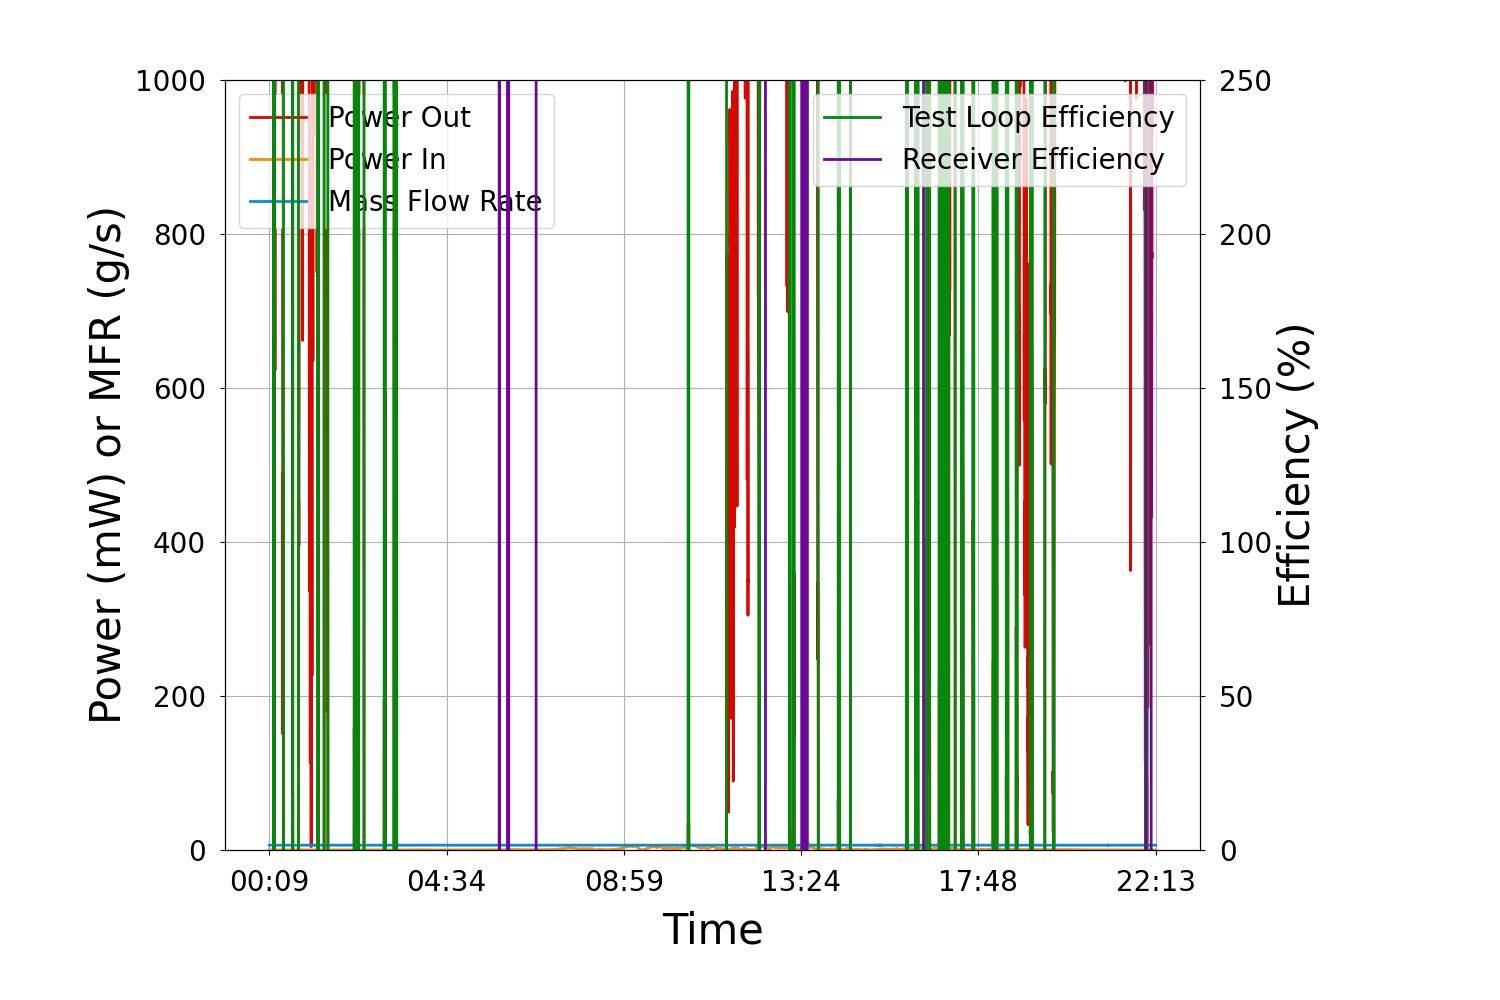 Power Out
Power In
Mass Flow Rate
Test Loop Efficiency
Receiver Efficiency
1000
800
600
400
200
0
250
200
150
100
50
0
Power (mW) or MFR (g/s)
Efficiency (%)
00:09
04:34
08:59
13:24
17:48
22:13
Time